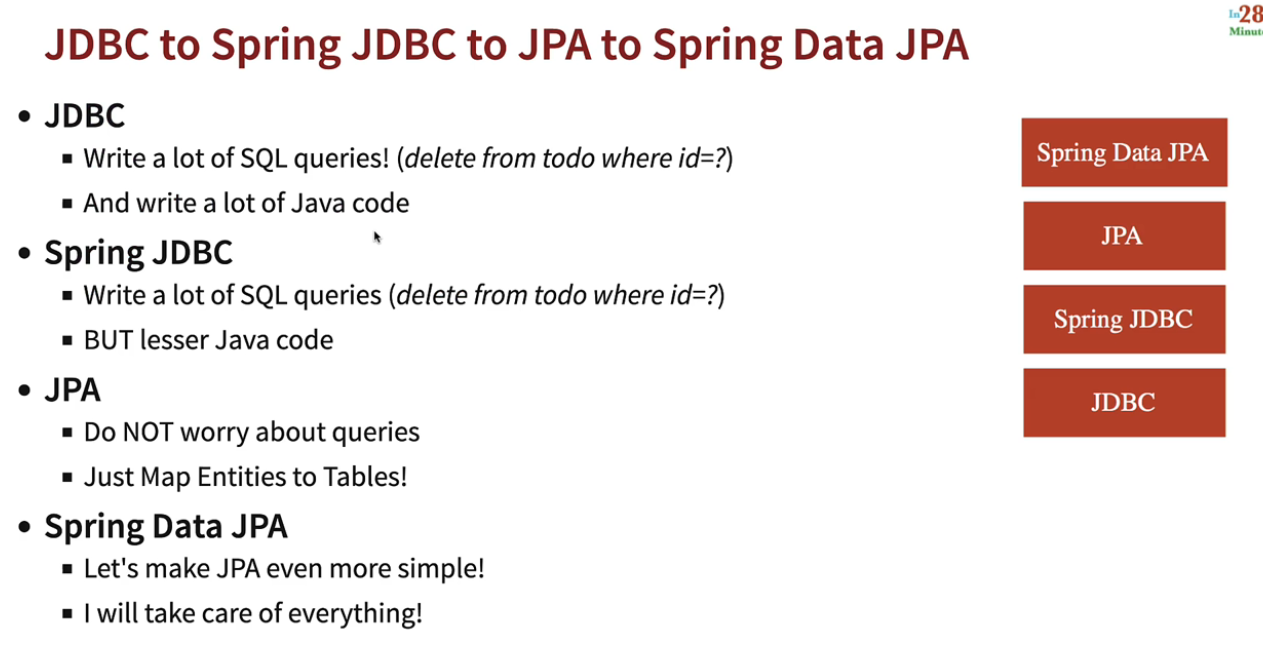 In28
Minut
JDBC to Spring JDBC to JPA to Spring Data JPA
JDBC
Write a lot of SQL queries! (delete from todo where id=?)
And write a lot of Java code
Spring JDBC
Write a lot of SQL queries (delete from todo where id=?)
BUT lesser Java code
JPA
Do NOT worry about queries
Just Map Entities to Tables!
Spring Data JPA
Let's make JPA even more simple!
I will take care of everything!
Spring Data JPA
JPA
Spring JDBC
JDBC